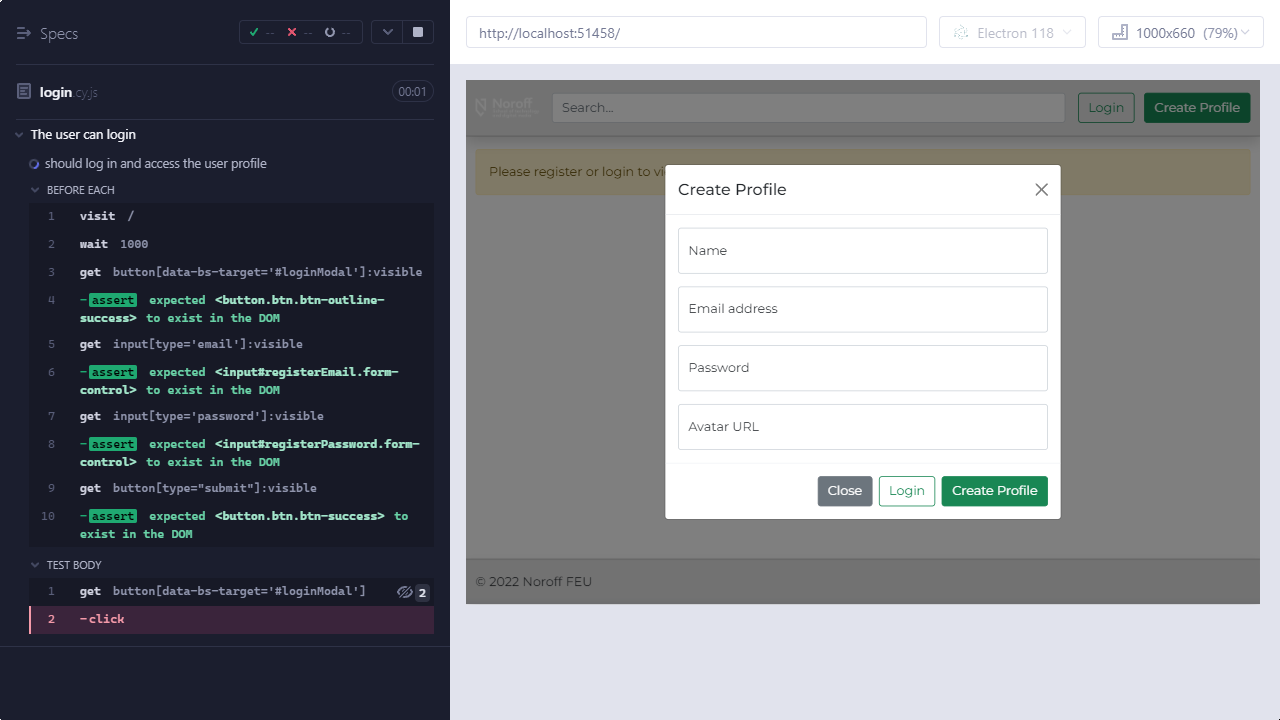 Specs
--
--
--
login.cy.js
00:01
The user can login
should log in and access the user profile
BEFORE EACH
1 visit /
2 wait 1000
3 get button[data-bs-target='#loginModal']:visible
4 -assert expected <button.btn.btn-outline-
success> to exist in the DOM
5 get input[type='email']:visible
6 -assert expected <input#registerEmail.form-
control> to exist in the DOM
7 get input[type='password']:visible
8 -assert expected <input#registerPassword.form-
control> to exist in the DOM
9 get button[type="submit"]:visible
10 -assert expected <button.btn.btn-success> to
exist in the DOM
TEST BODY
1 get button[data-bs-target='#loginModal'] 2
2 -click
http://localhost:51458/
Electron 118
1000x660 (79%)
Noroff
Search...
Login
Create Profile
Please register or login to vi
Create Profile
Name
Email address
Password
Avatar URL
Close
Login
Create Profile
© 2022 Noroff FEU